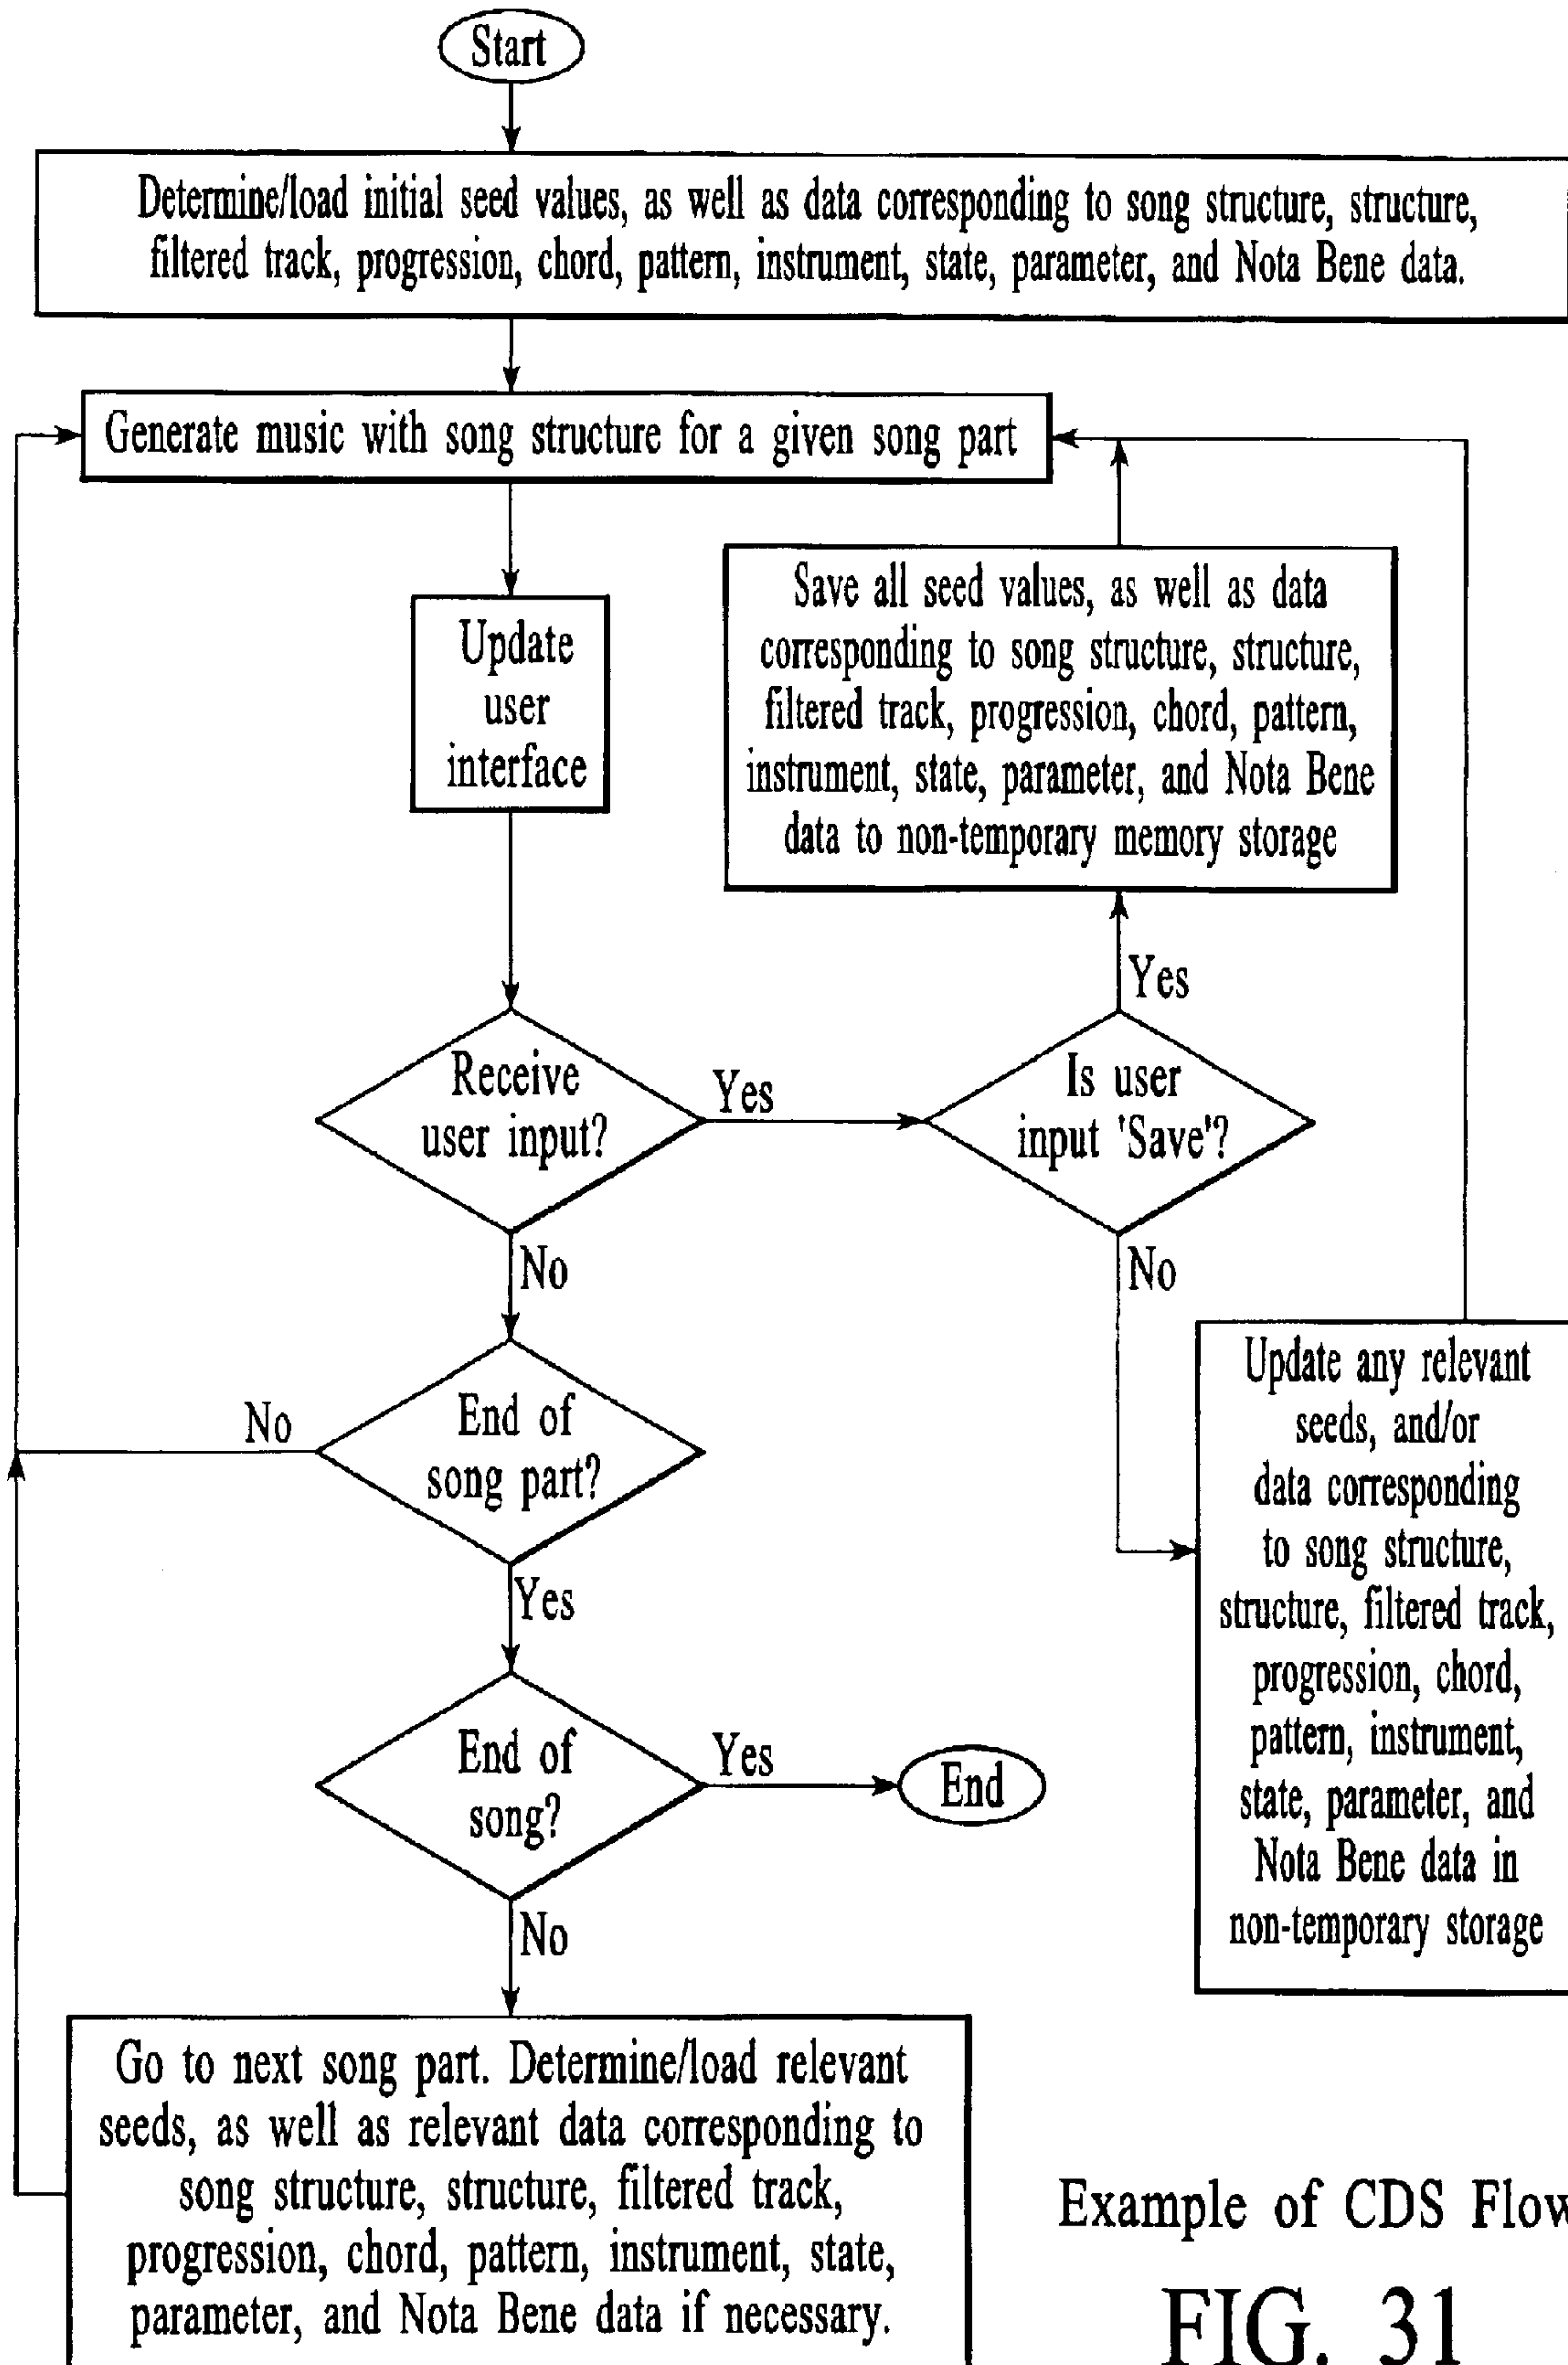 Start
Determine/load initial seed values, as well as data corresponding to song structure, structure,
filtered track, progression, chord, pattern, instrument, state, parameter, and Nota Bene data.
Generate music with song structure for a given song part
Update
user
interface
Save all seed values, as well as data
corresponding to song structure, structure,
filtered track, progression, chord, pattern,
instrument, state, parameter, and Nota Bene
data to non-temporary memory storage
Yes
Receive
user input?
Yes
Is user
input 'Save'?
No
No
Update any relevant
seeds, and/or
data corresponding
to song structure,
structure, filtered track,
progression, chord,
pattern, instrument,
state, parameter, and
Nota Bene data in
non-temporary storage
No
End of
song part?
Yes
End of
song?
Yes
End
No
Go to next song part. Determine/load relevant
seeds, as well as relevant data corresponding to
song structure, structure, filtered track,
progression, chord, pattern, instrument, state,
parameter, and Nota Bene data if necessary.
Example of CDS Flow
FIG. 31